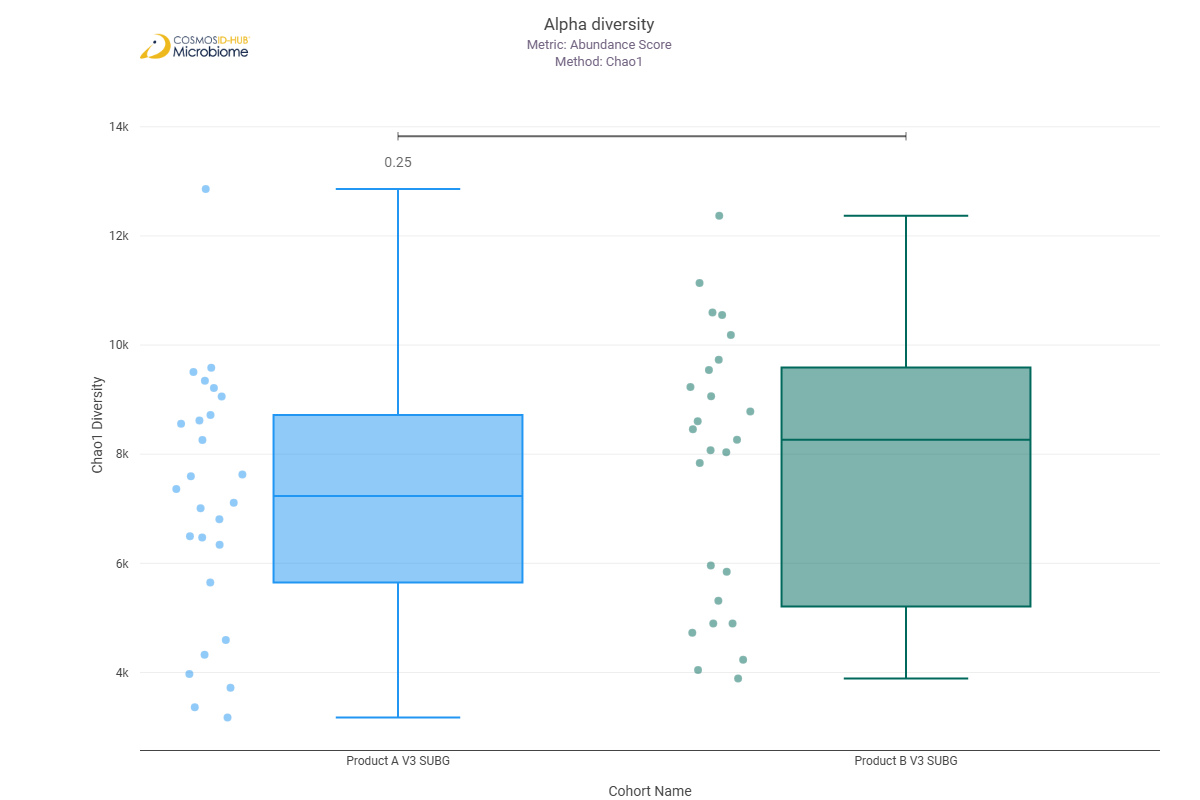 Alpha diversity
Metric: Abundance Score
Method: Chao1
COSMOSiD-HUB
Microbiome
14k
0.25
12k
10k
8k
6k
4k
Chao1 Diversity
Product A V3 SUBG
Product B V3 SUBG
Cohort Name